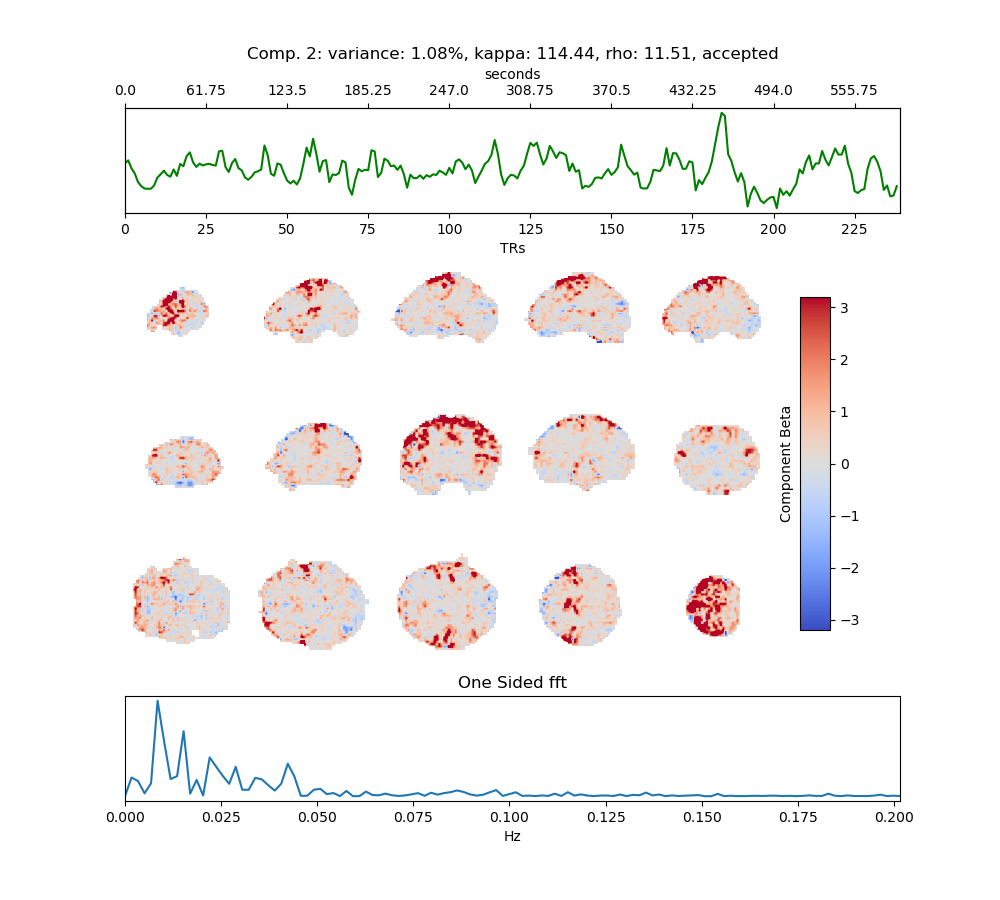 Comp. 2: variance: 1.08%, kappa: 114.44, rho: 11.51, accepted
seconds
0.0 61.75 123.5 185.25 247.0 308.75 370.5 432.25 494.0 555.75
0 25 50 75 100 125 150 175 200 225
TRs
3
2
1
0
−1
−2
−3
Component Beta
One Sided fft
0.000 0.025 0.050 0.075 0.100 0.125 0.150 0.175 0.200
Hz